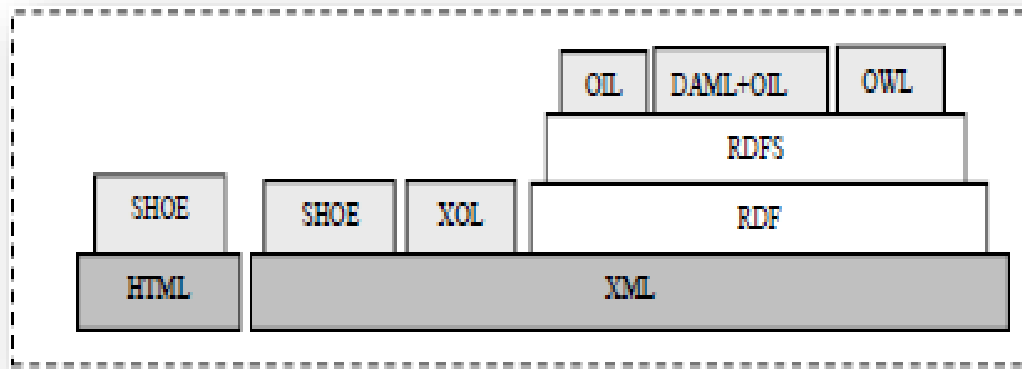 OIL DAML+OIL OWL
RDFS
SHOE SHOE XOL RDF
HTML XML